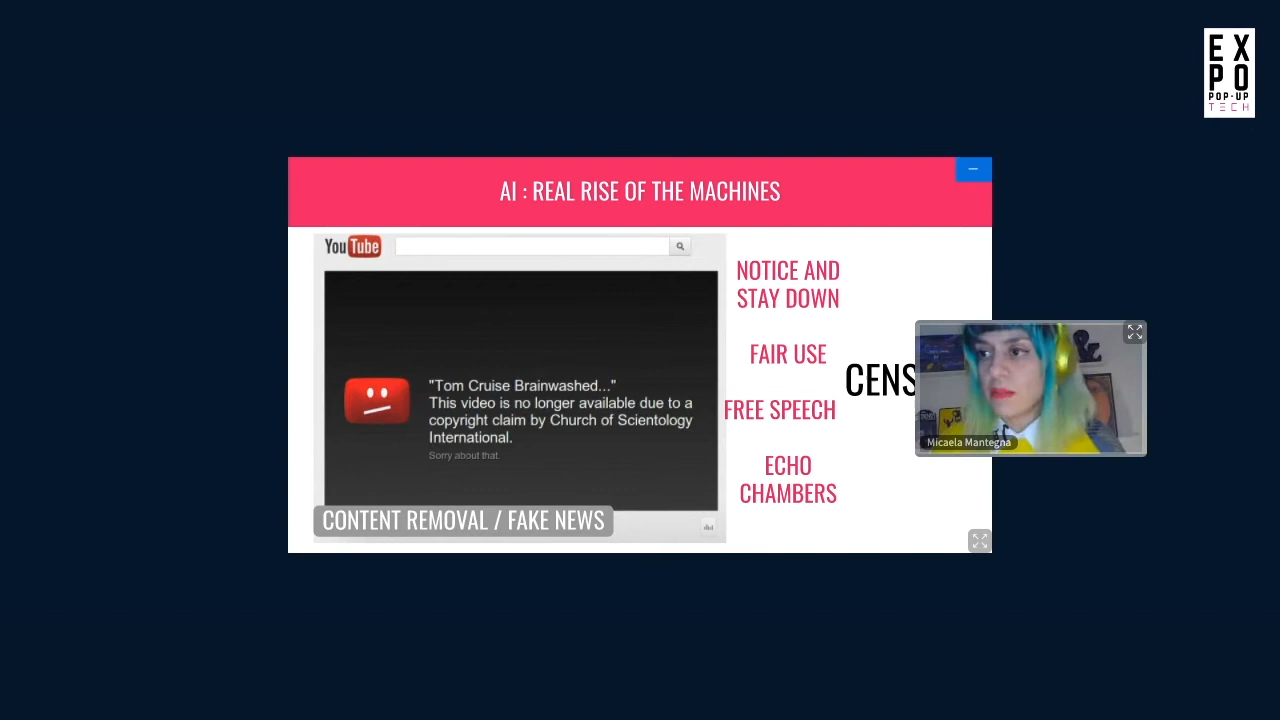 EX
PO
POP-UP
TECH
AI : REAL RISE OF THE MACHINES
YouTube
"Tom Cruise Brainwashed..."
This video is no longer available due to a
copyright claim by Church of Scientology
International.
Sorry about that.
CONTENT REMOVAL / FAKE NEWS
NOTICE AND
STAY DOWN
FAIR USE
FREE SPEECH
ECHO
CHAMBERS
CENS
&
Micaela Mantegna